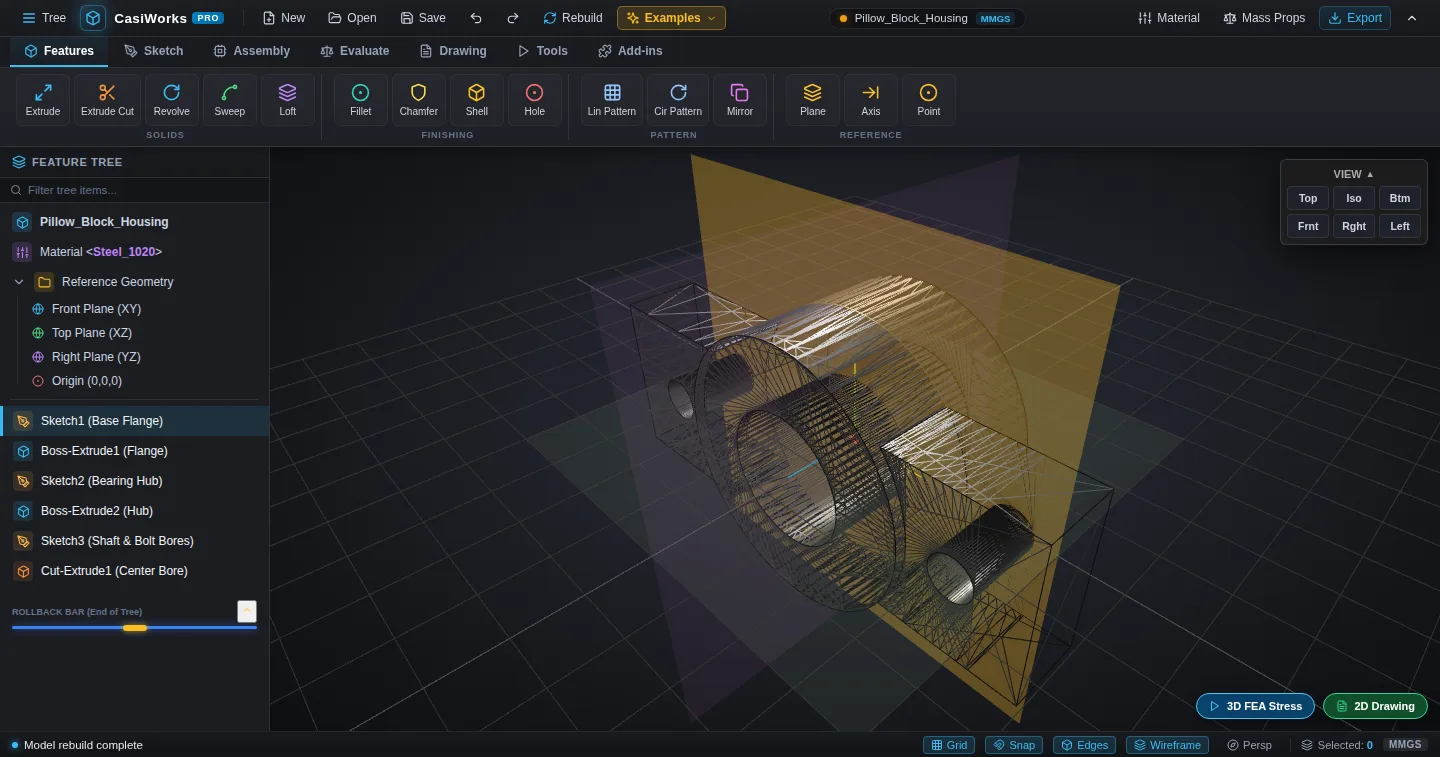 Tree CasiWorks PRO New Open Save Rebuild Examples Pillow_Block_Housing MMGS Material Mass Props Export
Features Sketch Assembly Evaluate Drawing Tools Add-ins
Extrude Extrude Cut Revolve Sweep Loft Fillet Chamfer Shell Hole Lin Pattern Cir Pattern Mirror Plane Axis Point
SOLIDS FINISHING PATTERN REFERENCE
FEATURE TREE
Filter tree items...
Pillow_Block_Housing
Material <Steel_1020>
Reference Geometry
Front Plane (XY)
Top Plane (XZ)
Right Plane (YZ)
Origin (0,0,0)
Sketch1 (Base Flange)
Boss-Extrude1 (Flange)
Sketch2 (Bearing Hub)
Boss-Extrude2 (Hub)
Sketch3 (Shaft & Bolt Bores)
Cut-Extrude1 (Center Bore)
ROLLBACK BAR (End of Tree)
VIEW ▲
Top Iso Btm
Frnt Rght Left
3D FEA Stress 2D Drawing
Model rebuild complete Grid Snap Edges Wireframe Persp Selected: 0 MMGS